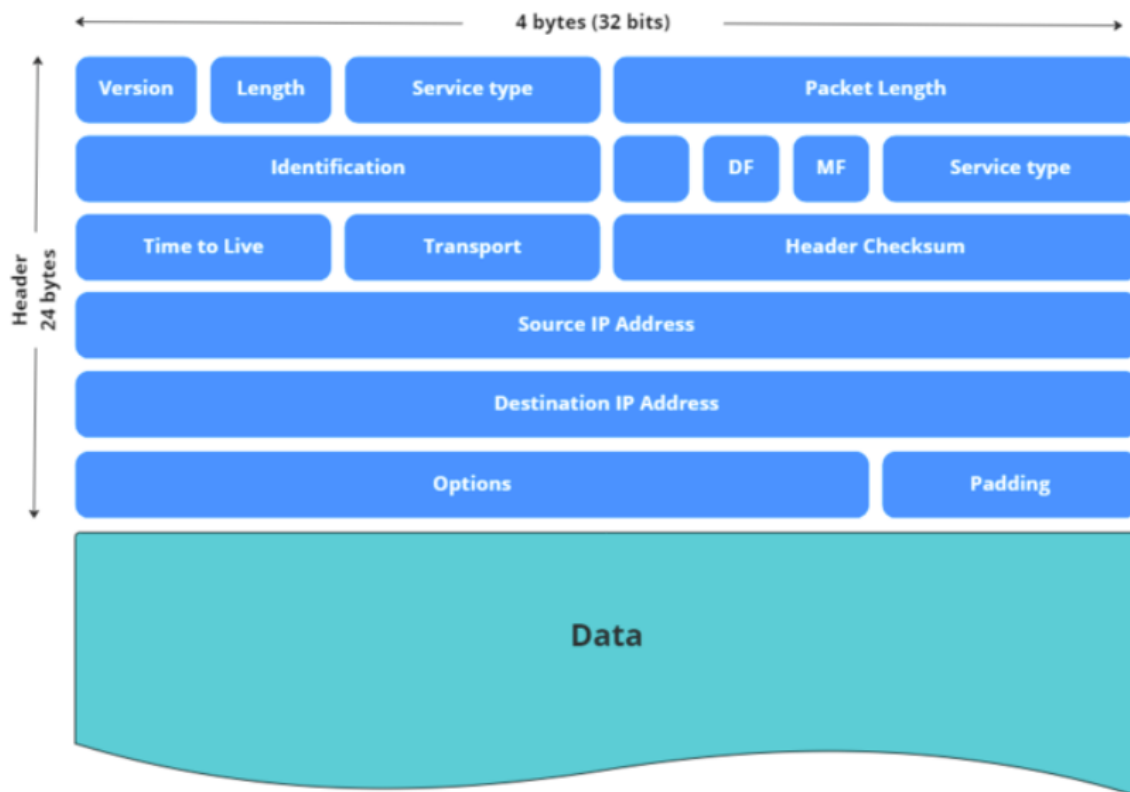 4 bytes (32 bits)
Version Length Service type Packet Length
Identification DF MF Service type
Time to Live Transport Header Checksum
Header
24 bytes
Source IP Address
Destination IP Address
Options Padding
Data